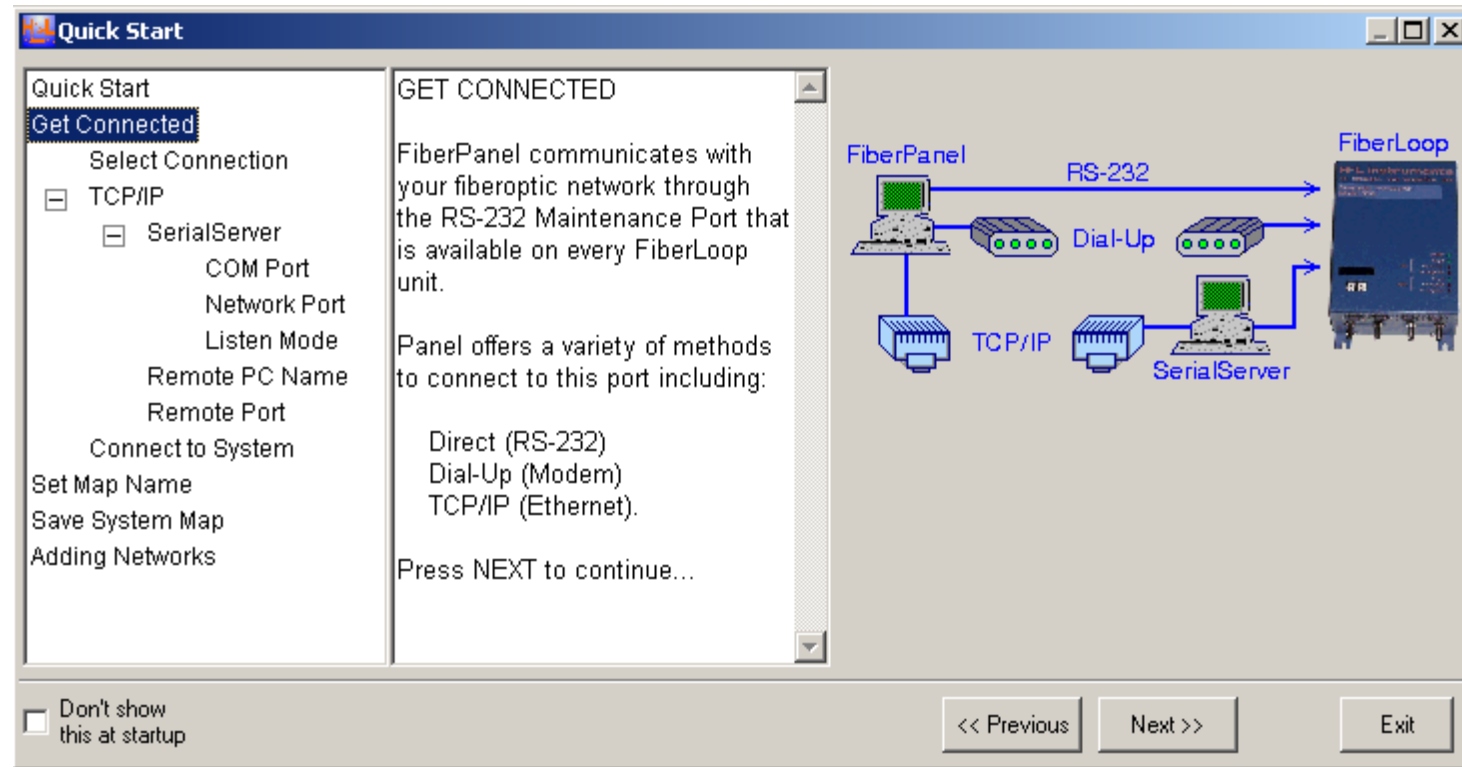 Quick Start
Quick Start
Get Connected
Select Connection
TCP/IP
SerialServer
COM Port
Network Port
Listen Mode
Remote PC Name
Remote Port
Connect to System
Set Map Name
Save System Map
Adding Networks
GET CONNECTED
FiberPanel communicates with
your fiberoptic network through
the RS-232 Maintenance Port that
is available on every FiberLoop
unit.
Panel offers a variety of methods
to connect to this port including:
Direct (RS-232)
Dial-Up (Modem)
TCP/IP (Ethernet).
Press NEXT to continue...
FiberPanel
RS-232
FiberLoop
Dial-Up
TCP/IP
SerialServer
Don't show
this at startup
<< Previous
Next >>
Exit